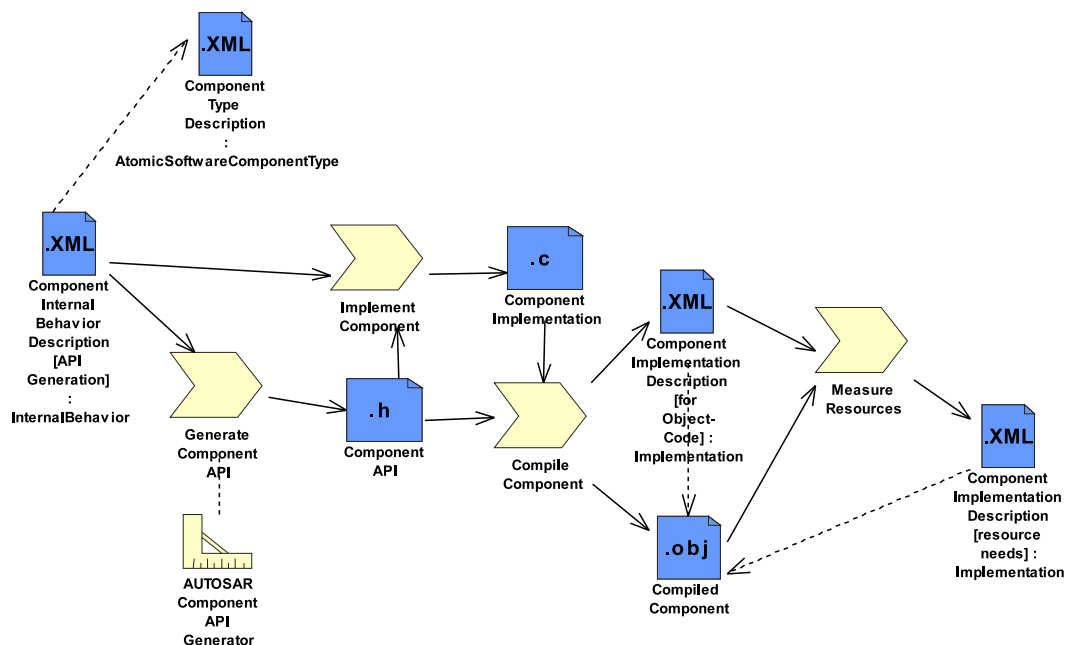 .XML
Component
Type
Description
:
AtomicSoftwareComponentType
.XML
Component
Internal
Behavior
Description
[API
Generation]
:
InternalBehavior
Implement
Component
.c
Component
Implementation
Generate
Component
API
.h
Component
API
Compile
Component
.XML
Component
Implementation
Description
[for
Object-
Code] :
Implementation
Measure
Resources
.XML
Component
Implementation
Description
[resource
needs] :
Implementation
.obj
Compiled
Component
AUTOSAR
Component
API
Generator